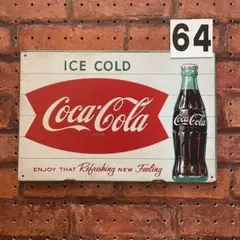 64
ICE COLD
Coca-Cola
Coca-Cola
ENJOY THAT Refreshing NEW Feeling